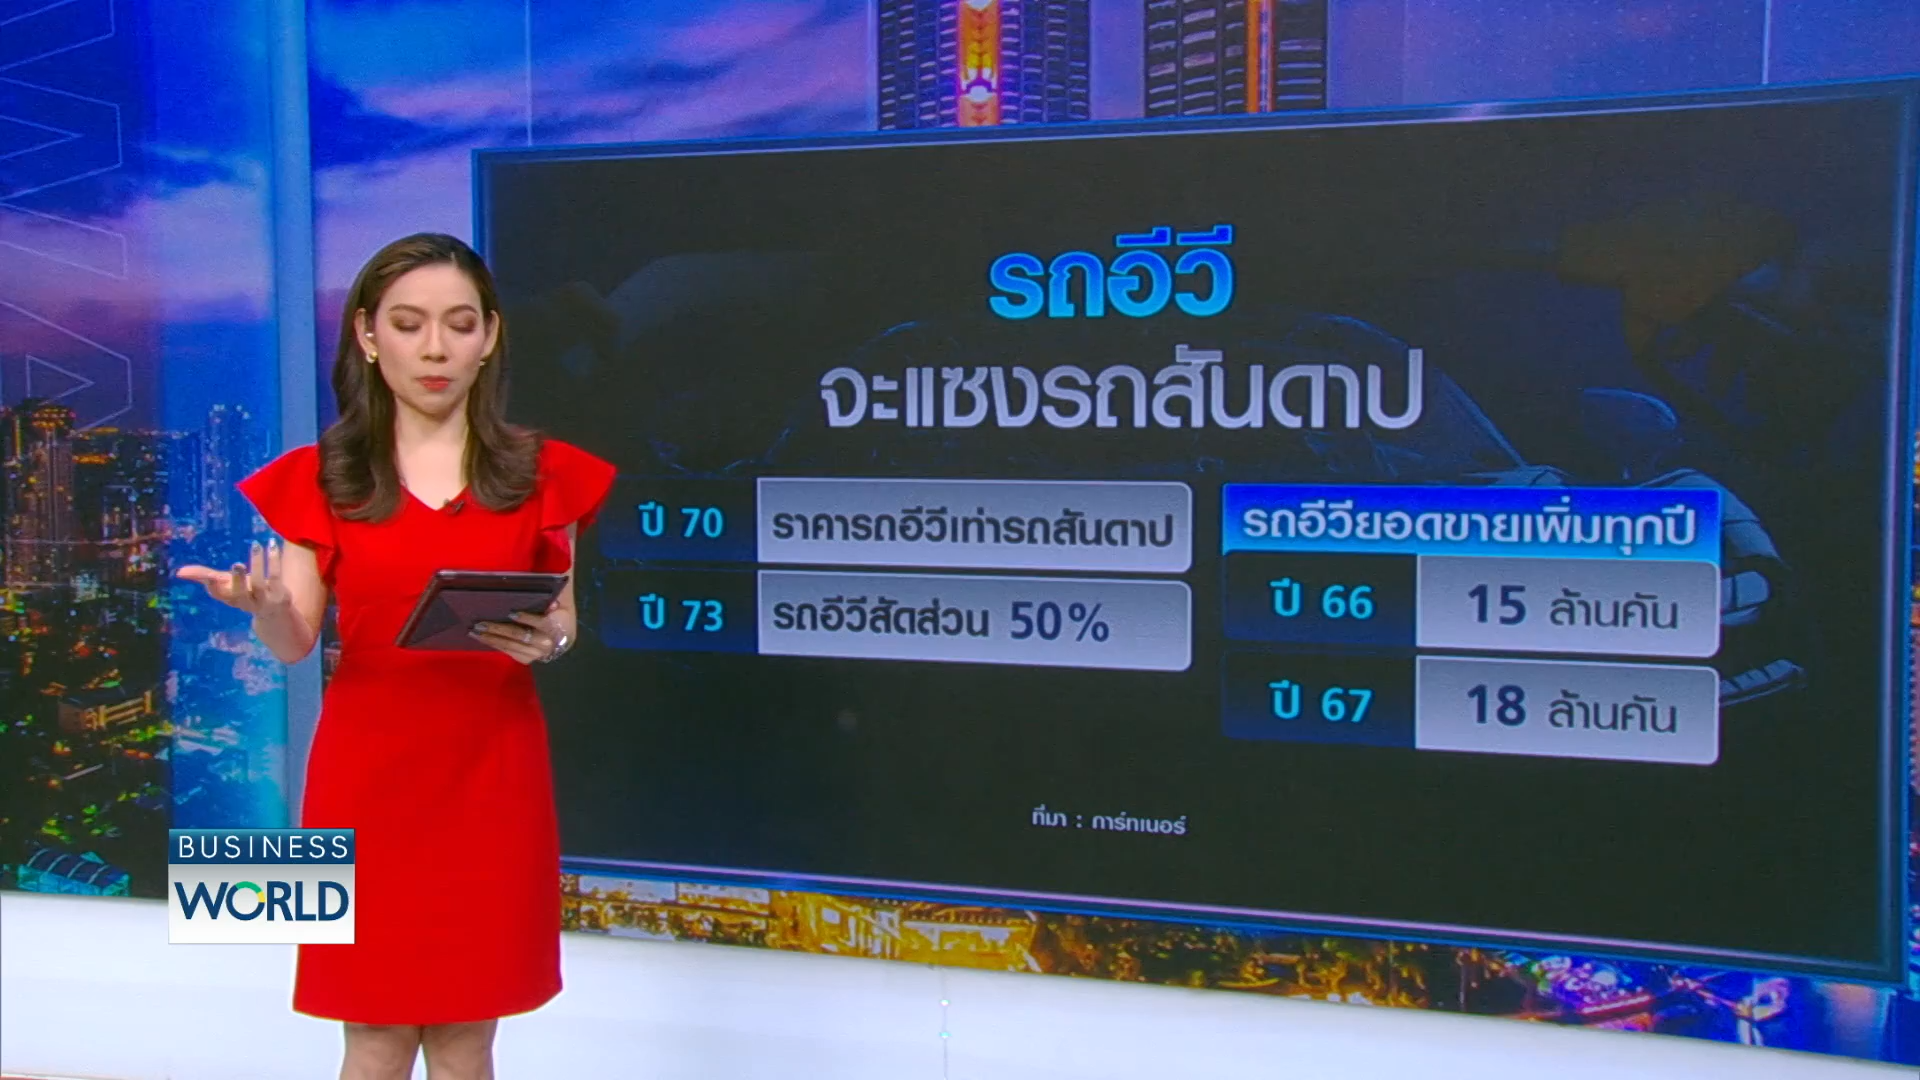 รถอีวี
จะแซงรถสันดาป
ปี 70 ราคารถอีวีเท่ารถสันดาป
ปี 73 รถอีวีสัดส่วน 50%
รถอีวียอดขายเพิ่มทุกปี
ปี 66 15 ล้านคัน
ปี 67 18 ล้านคัน
ที่มา : การ์ทเนอร์
BUSINESS
WORLD